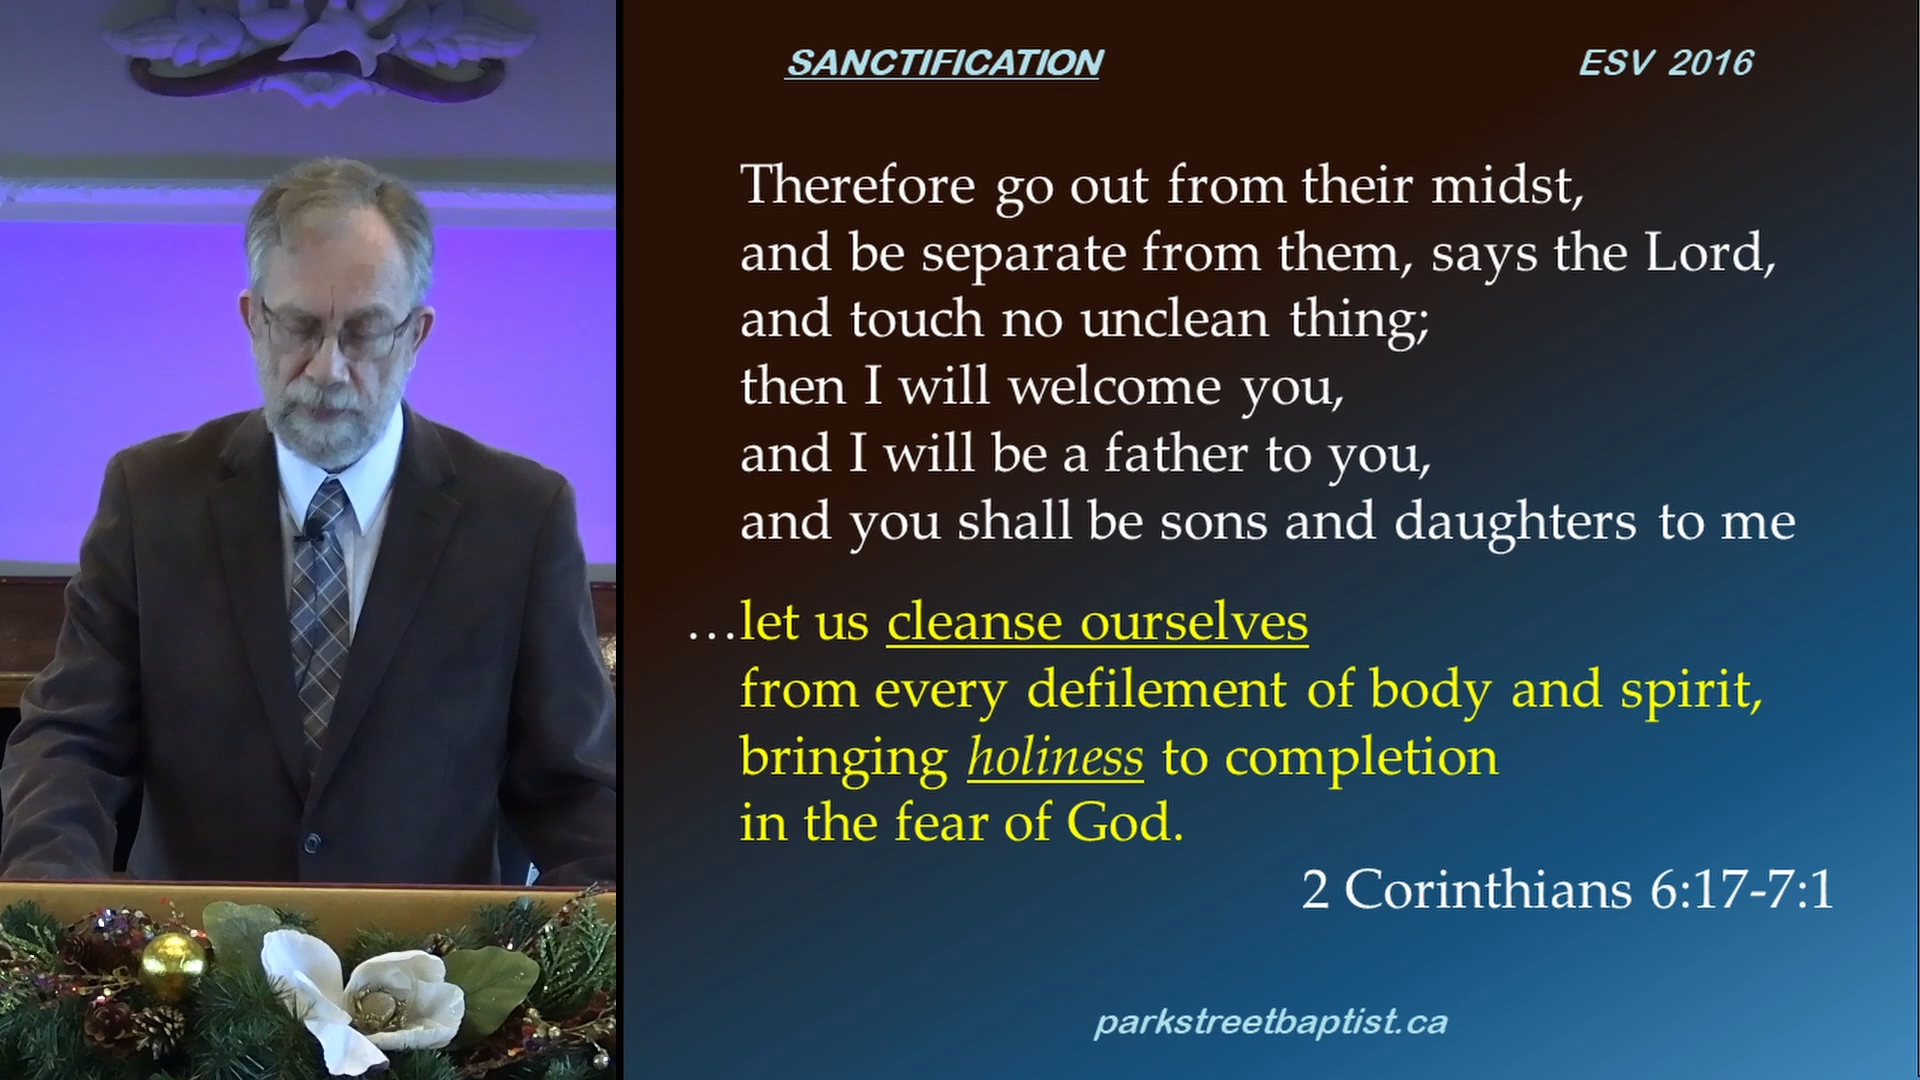 SANCTIFICATION ESV 2016
Therefore go out from their midst,
and be separate from them, says the Lord,
and touch no unclean thing;
then I will welcome you,
and I will be a father to you,
and you shall be sons and daughters to me
…let us cleanse ourselves
from every defilement of body and spirit,
bringing holiness to completion
in the fear of God.
2 Corinthians 6:17-7:1
parkstreetbaptist.ca